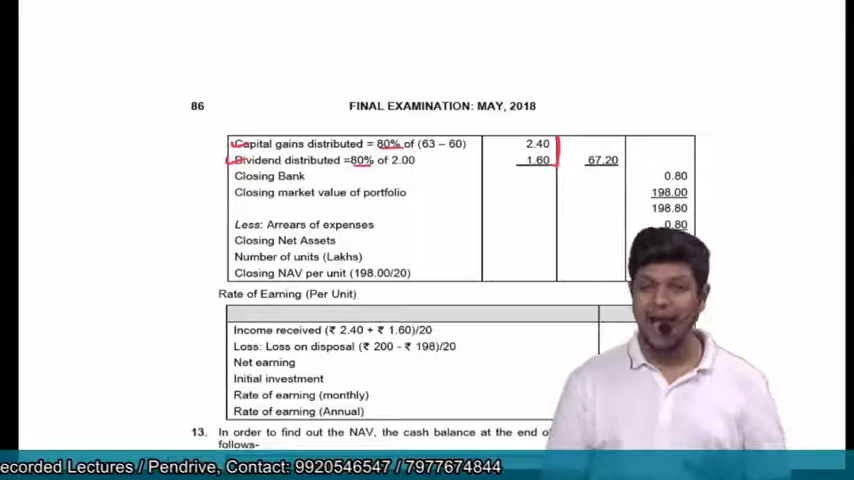 86 FINAL EXAMINATION: MAY, 2018
Capital gains distributed = 80% of (63 – 60) 2.40
Dividend distributed =80% of 2.00 1.60 67.20
Closing Bank 0.80
Closing market value of portfolio 198.00
198.80
Less: Arrears of expenses 0.80
Closing Net Assets
Number of units (Lakhs)
Closing NAV per unit (198.00/20)
Rate of Earning (Per Unit)
Income received (₹ 2.40 + ₹ 1.60)/20
Loss: Loss on disposal (₹ 200 - ₹ 198)/20
Net earning
Initial investment
Rate of earning (monthly)
Rate of earning (Annual)
13. In order to find out the NAV, the cash balance at the end of
follows-
ecorded Lectures / Pendrive, Contact: 9920546547 / 7977674844